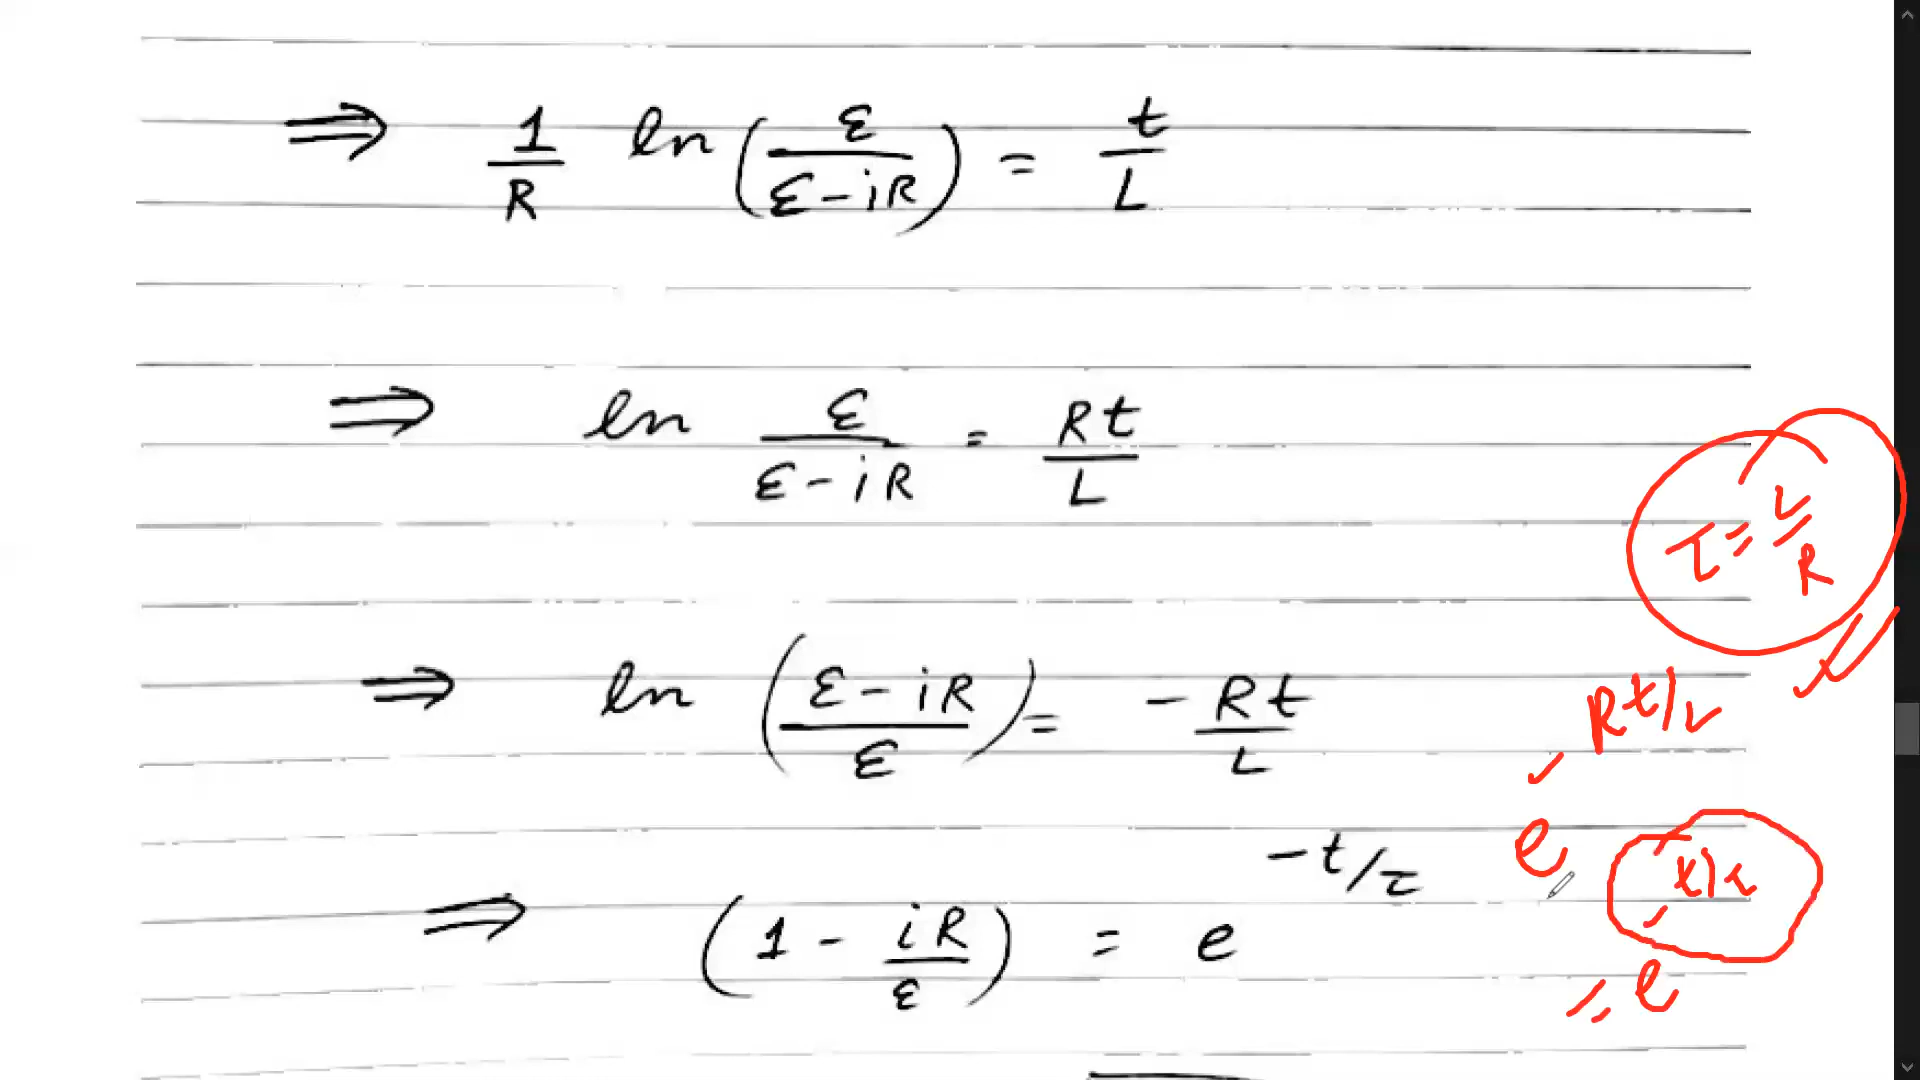 ⇒ 1/R ln (ε/(ε-iR)) = t/L
⇒ ln ε/(ε-iR) = Rt/L
τ = L/R
⇒ ln ((ε-iR)/ε) = -Rt/L
e^-Rt/L
⇒ (1 - iR/ε) = e^-t/τ
= e^-t/τ